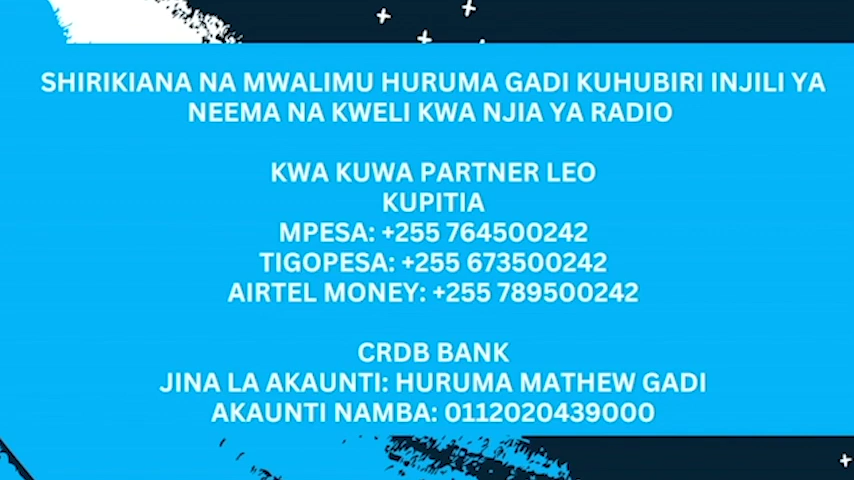 SHIRIKIANA NA MWALIMU HURUMA GADI KUHUBIRI INJILI YA
NEEMA NA KWELI KWA NJIA YA RADIO
KWA KUWA PARTNER LEO
KUPITIA
MPESA: +255 764500242
TIGOPESA: +255 673500242
AIRTEL MONEY: +255 789500242
CRDB BANK
JINA LA AKAUNTI: HURUMA MATHEW GADI
AKAUNTI NAMBA: 0112020439000